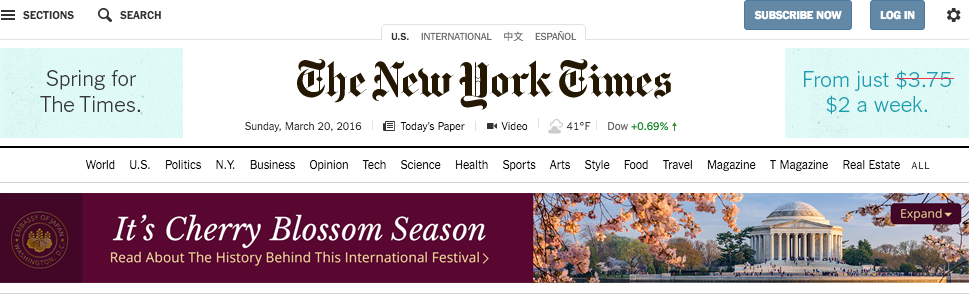 SECTIONS SEARCH SUBSCRIBE NOW LOG IN
U.S. INTERNATIONAL 中文 ESPAÑOL
Spring for
The Times.
The New York Times
From just $3.75
$2 a week.
Sunday, March 20, 2016 Today's Paper Video 41°F Dow +0.69% ↑
World U.S. Politics N.Y. Business Opinion Tech Science Health Sports Arts Style Food Travel Magazine T Magazine Real Estate ALL
EMBASSY OF JAPAN
WASHINGTON, D.C.
It's Cherry Blossom Season
Read About The History Behind This International Festival
Expand